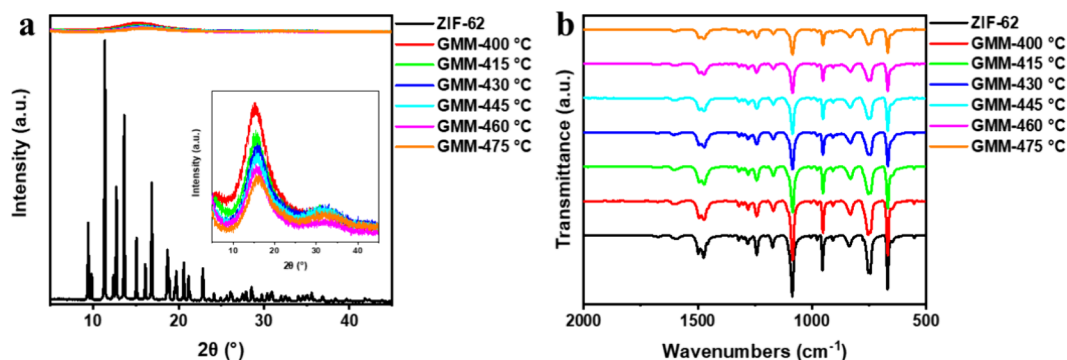 a
Intensity (a.u.)
10
20
30
40
2θ (°)
Intensity (a.u.)
10
20
30
40
2θ (°)
ZIF-62
GMM-400 °C
GMM-415 °C
GMM-430 °C
GMM-445 °C
GMM-460 °C
GMM-475 °C
b
Transmittance (a.u.)
2000
1500
1000
500
Wavenumbers (cm⁻¹)
ZIF-62
GMM-400 °C
GMM-415 °C
GMM-430 °C
GMM-445 °C
GMM-460 °C
GMM-475 °C